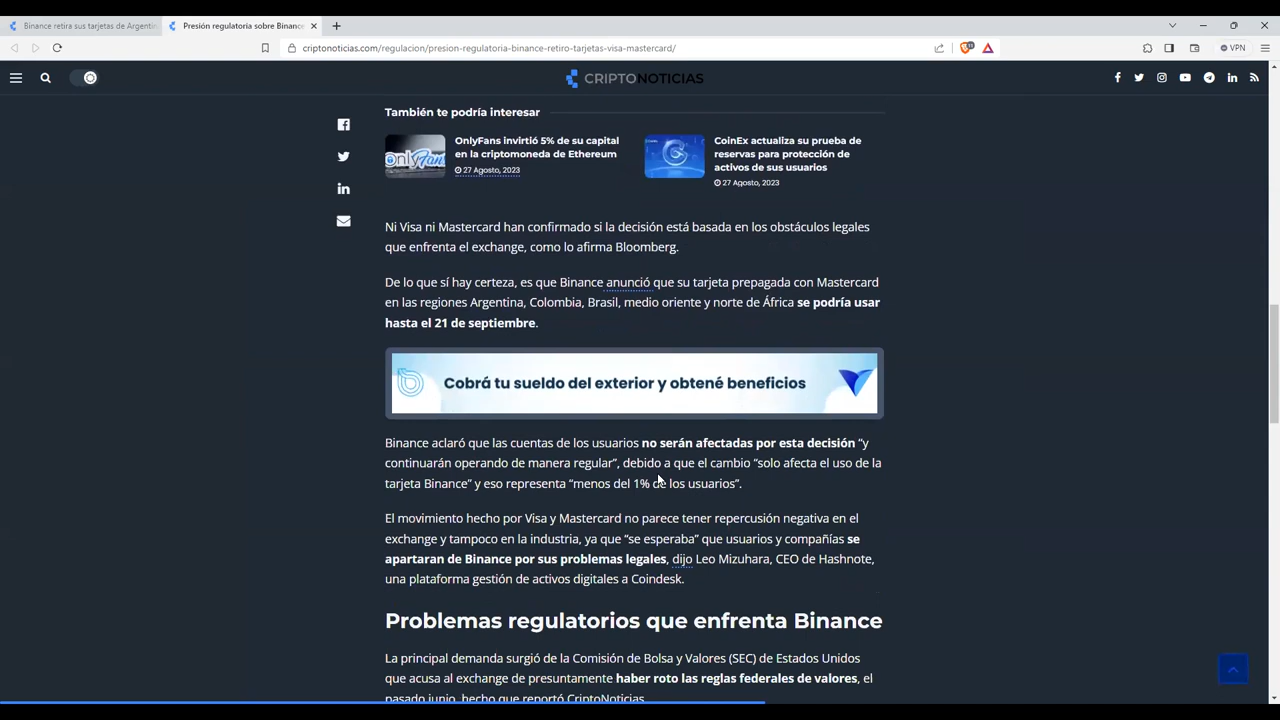 Binance retira sus tarjetas de Argentin
Presión regulatoria sobre Binance
criptonoticias.com/regulacion/presion-regulatoria-binance-retiro-tarjetas-visa-mastercard/
VPN
CRIPTONOTICIAS
También te podría interesar
OnlyFans invirtió 5% de su capital
en la criptomoneda de Ethereum
27 Agosto, 2023
CoinEx actualiza su prueba de
reservas para protección de
activos de sus usuarios
27 Agosto, 2023
Ni Visa ni Mastercard han confirmado si la decisión está basada en los obstáculos legales
que enfrenta el exchange, como lo afirma Bloomberg.
De lo que sí hay certeza, es que Binance anunció que su tarjeta prepagada con Mastercard
en las regiones Argentina, Colombia, Brasil, medio oriente y norte de África se podría usar
hasta el 21 de septiembre.
Cobrá tu sueldo del exterior y obtené beneficios
Binance aclaró que las cuentas de los usuarios no serán afectadas por esta decisión “y
continuarán operando de manera regular”, debido a que el cambio “solo afecta el uso de la
tarjeta Binance” y eso representa “menos del 1% de los usuarios”.
El movimiento hecho por Visa y Mastercard no parece tener repercusión negativa en el
exchange y tampoco en la industria, ya que “se esperaba” que usuarios y compañías se
apartaran de Binance por sus problemas legales, dijo Leo Mizuhara, CEO de Hashnote,
una plataforma gestión de activos digitales a Coindesk.
Problemas regulatorios que enfrenta Binance
La principal demanda surgió de la Comisión de Bolsa y Valores (SEC) de Estados Unidos
que acusa al exchange de presuntamente haber roto las reglas federales de valores, el
pasado junio, hecho que reportó CriptoNoticias.